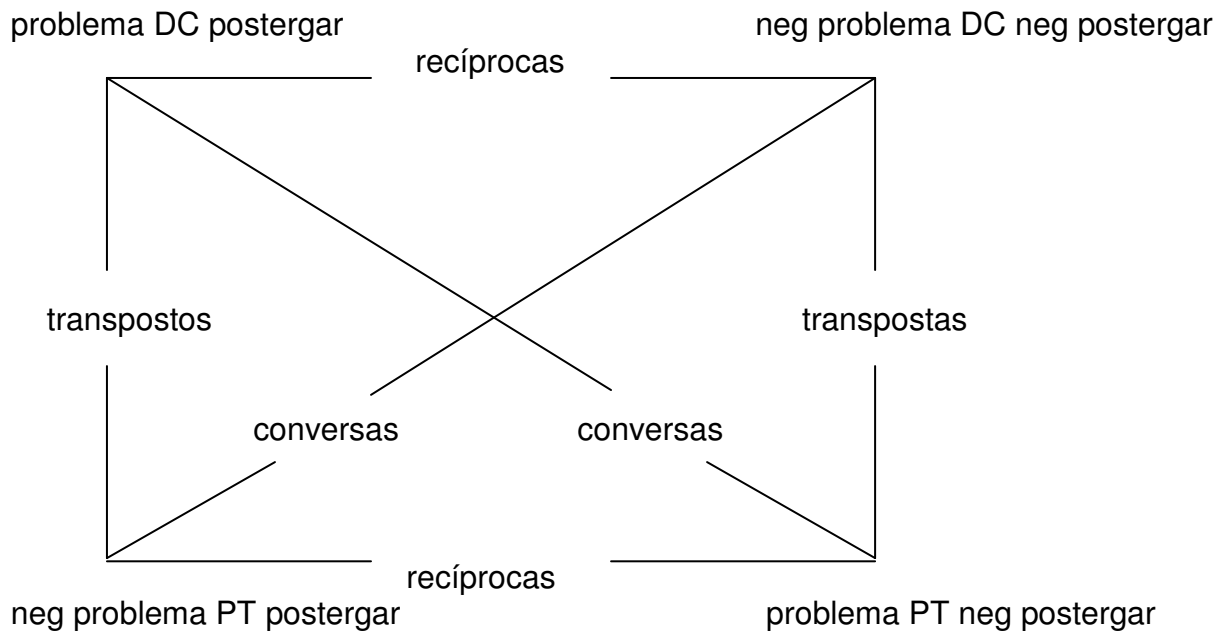 problema DC postergar
neg problema DC neg postergar
recíprocas
transpostos
transpostas
conversas
conversas
recíprocas
neg problema PT postergar
problema PT neg postergar